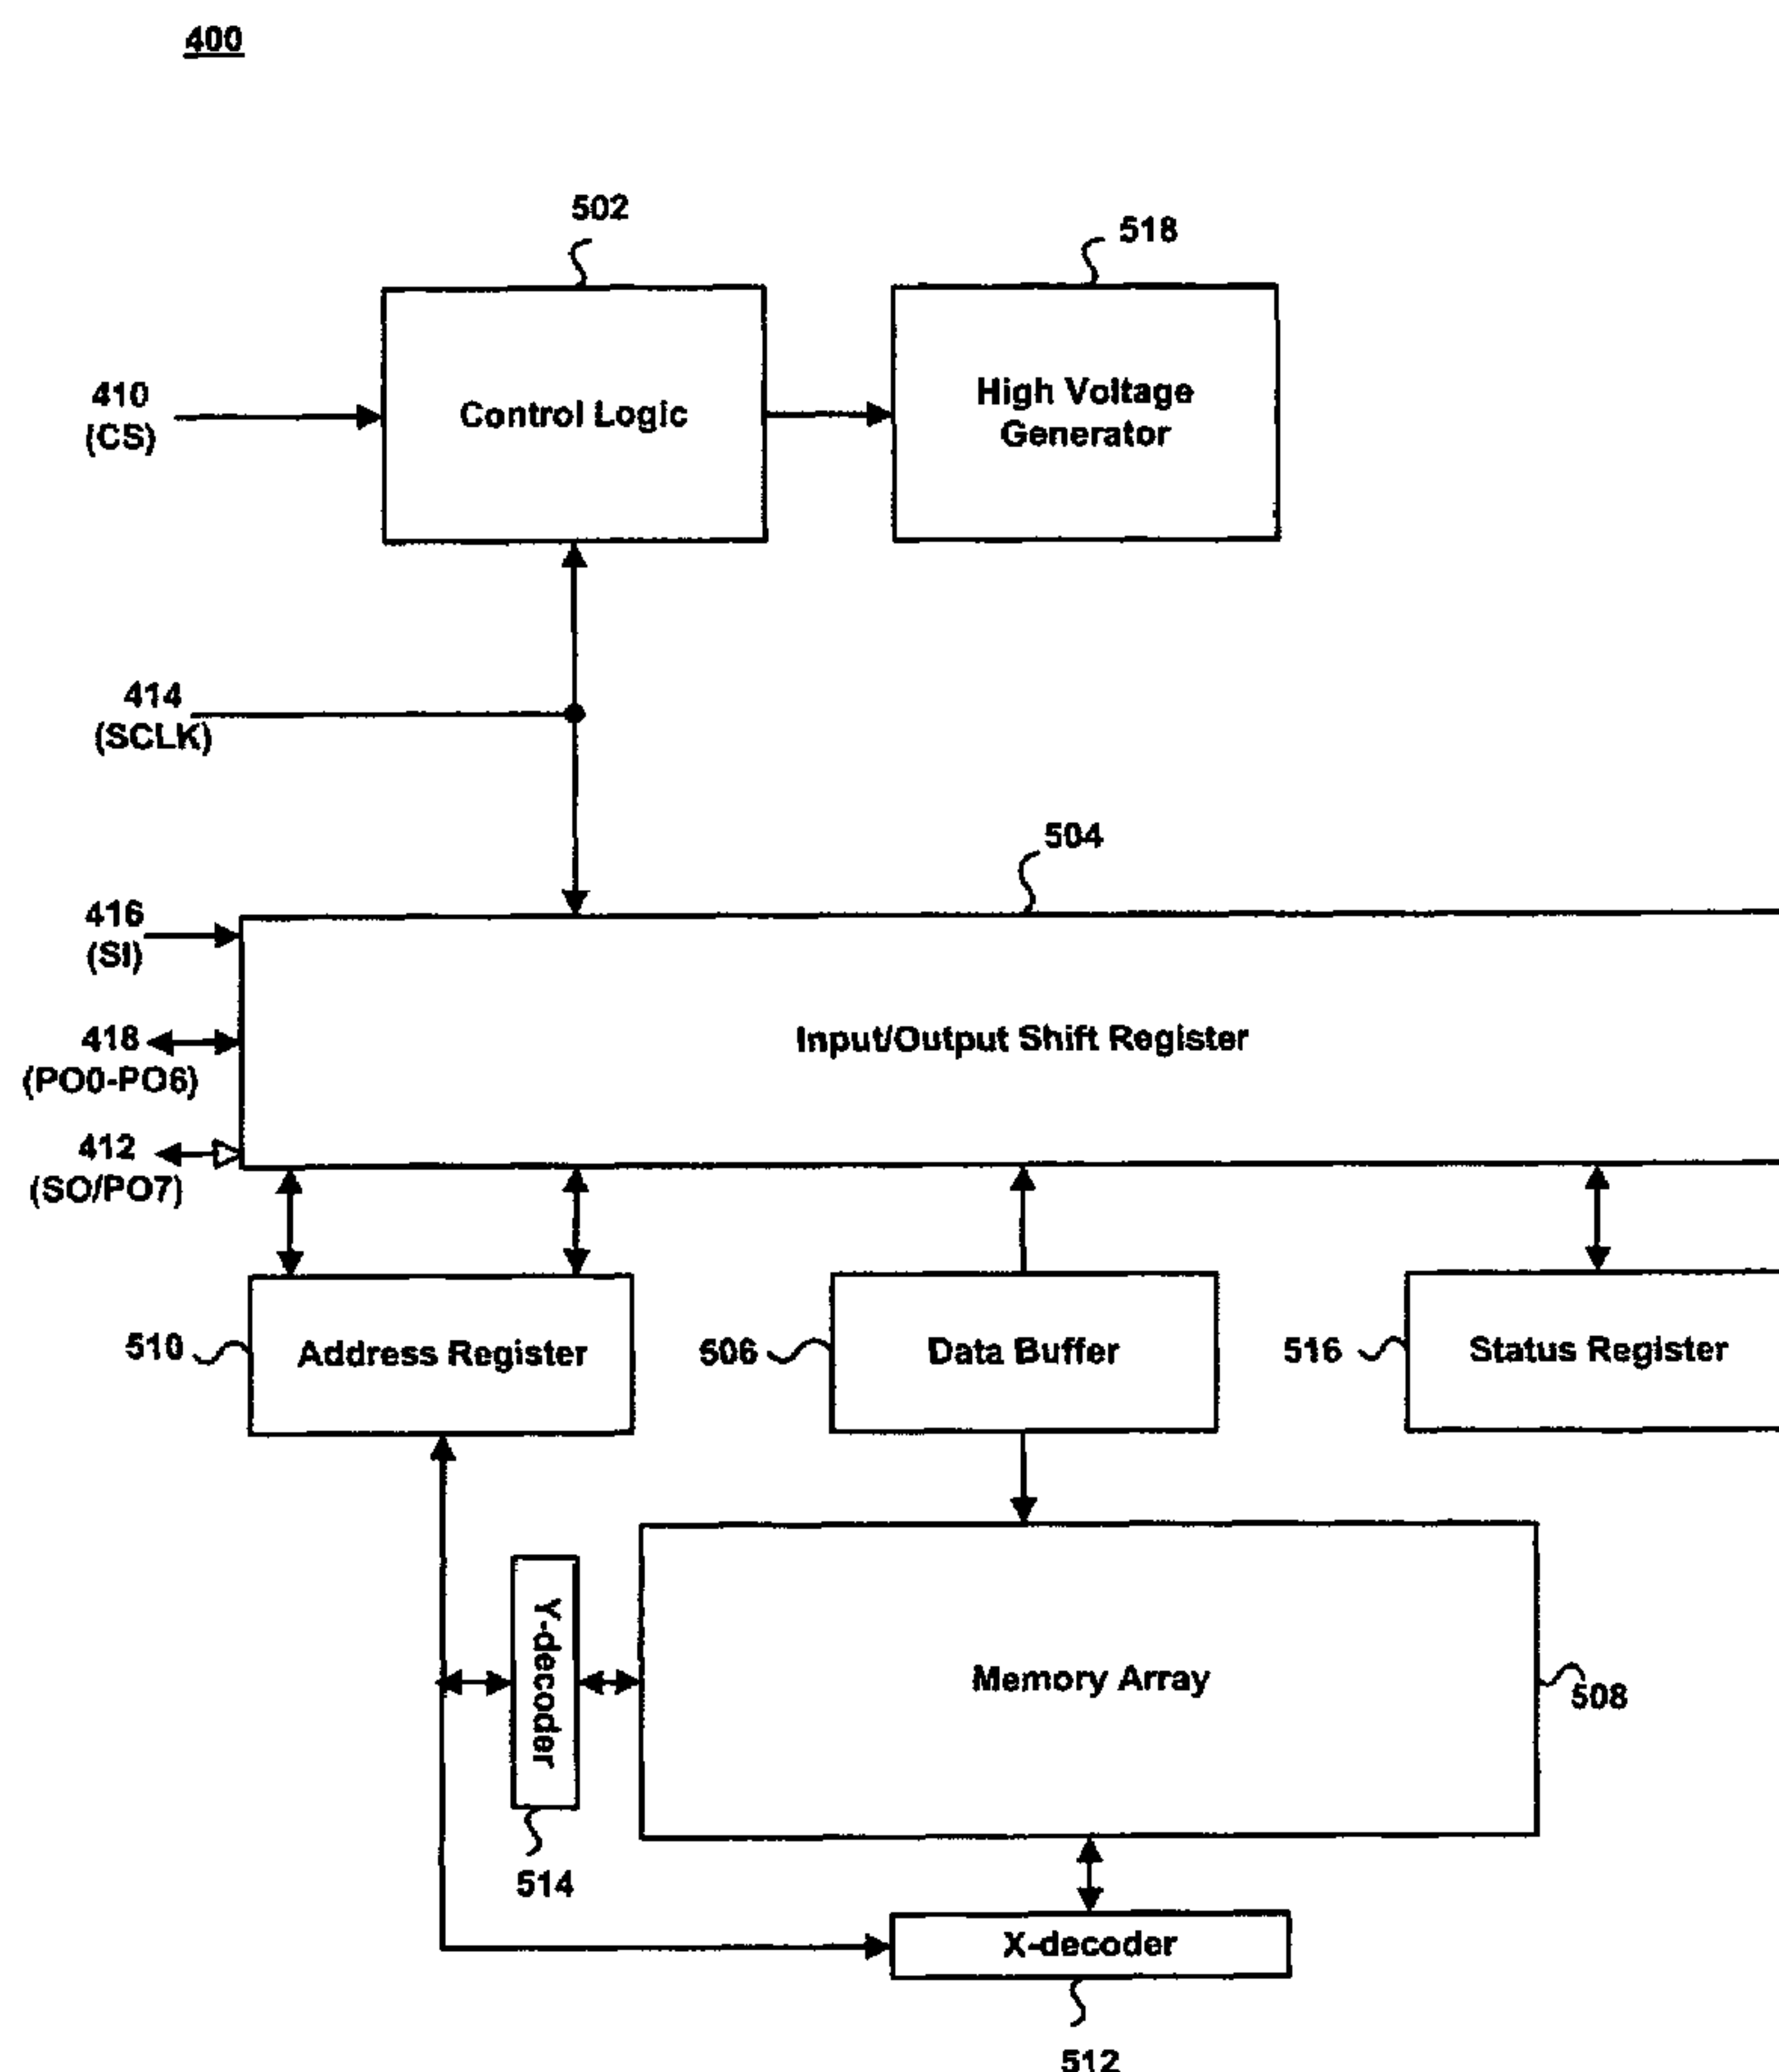 400
502
518
410
(CS)
Control Logic
High Voltage
Generator
414
(SCLK)
504
416
(SI)
418
(PO0-PO6)
412
(SO/PO7)
Input/Output Shift Register
510
Address Register
506
Data Buffer
516
Status Register
Y-decoder
514
Memory Array
508
X-decoder
512